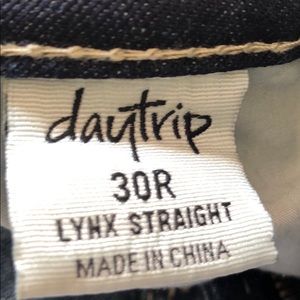 daytrip
30R
LYNX STRAIGHT
MADE IN CHINA